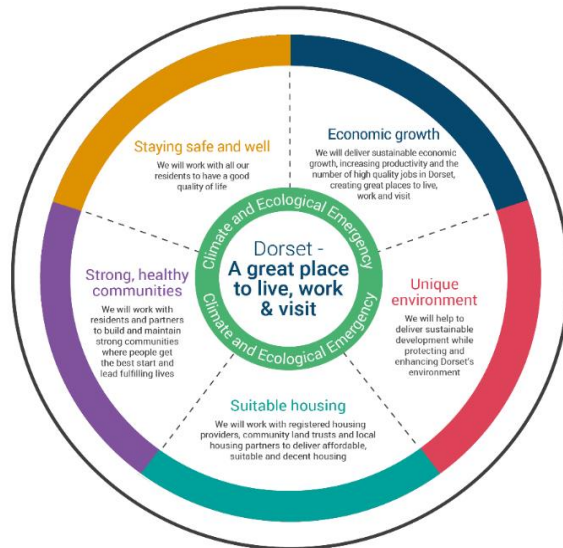 Staying safe and well
We will work with all our
residents to have a good
quality of life
Economic growth
We will deliver sustainable economic
growth, increasing productivity and the
number of high quality jobs in Dorset,
creating great places to live,
work and visit
Climate and Ecological Emergency
Dorset -
A great place
to live, work
& visit
Climate and Ecological Emergency
Strong, healthy
communities
We will work with
residents and partners
to build and maintain
strong communities
where people get
the best start and
lead fulfilling lives
Unique
environment
We will help to
deliver sustainable
development while
protecting and
enhancing Dorset's
environment
Suitable housing
We will work with registered housing
providers, community land trusts and local
housing partners to deliver affordable,
suitable and decent housing